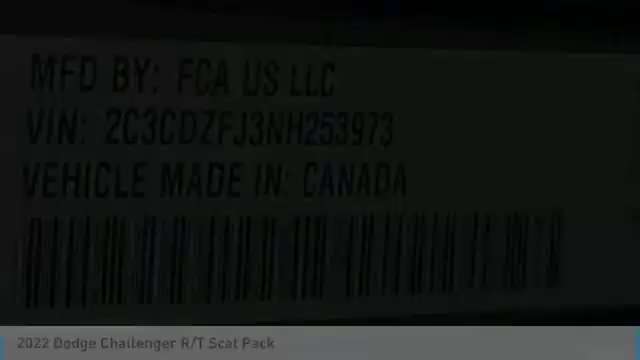 MFD BY: FCA US LLC
VIN: 2C3CDZFJ3NH253973
VEHICLE MADE IN: CANADA
2022 Dodge Challenger R/T Scat Pack